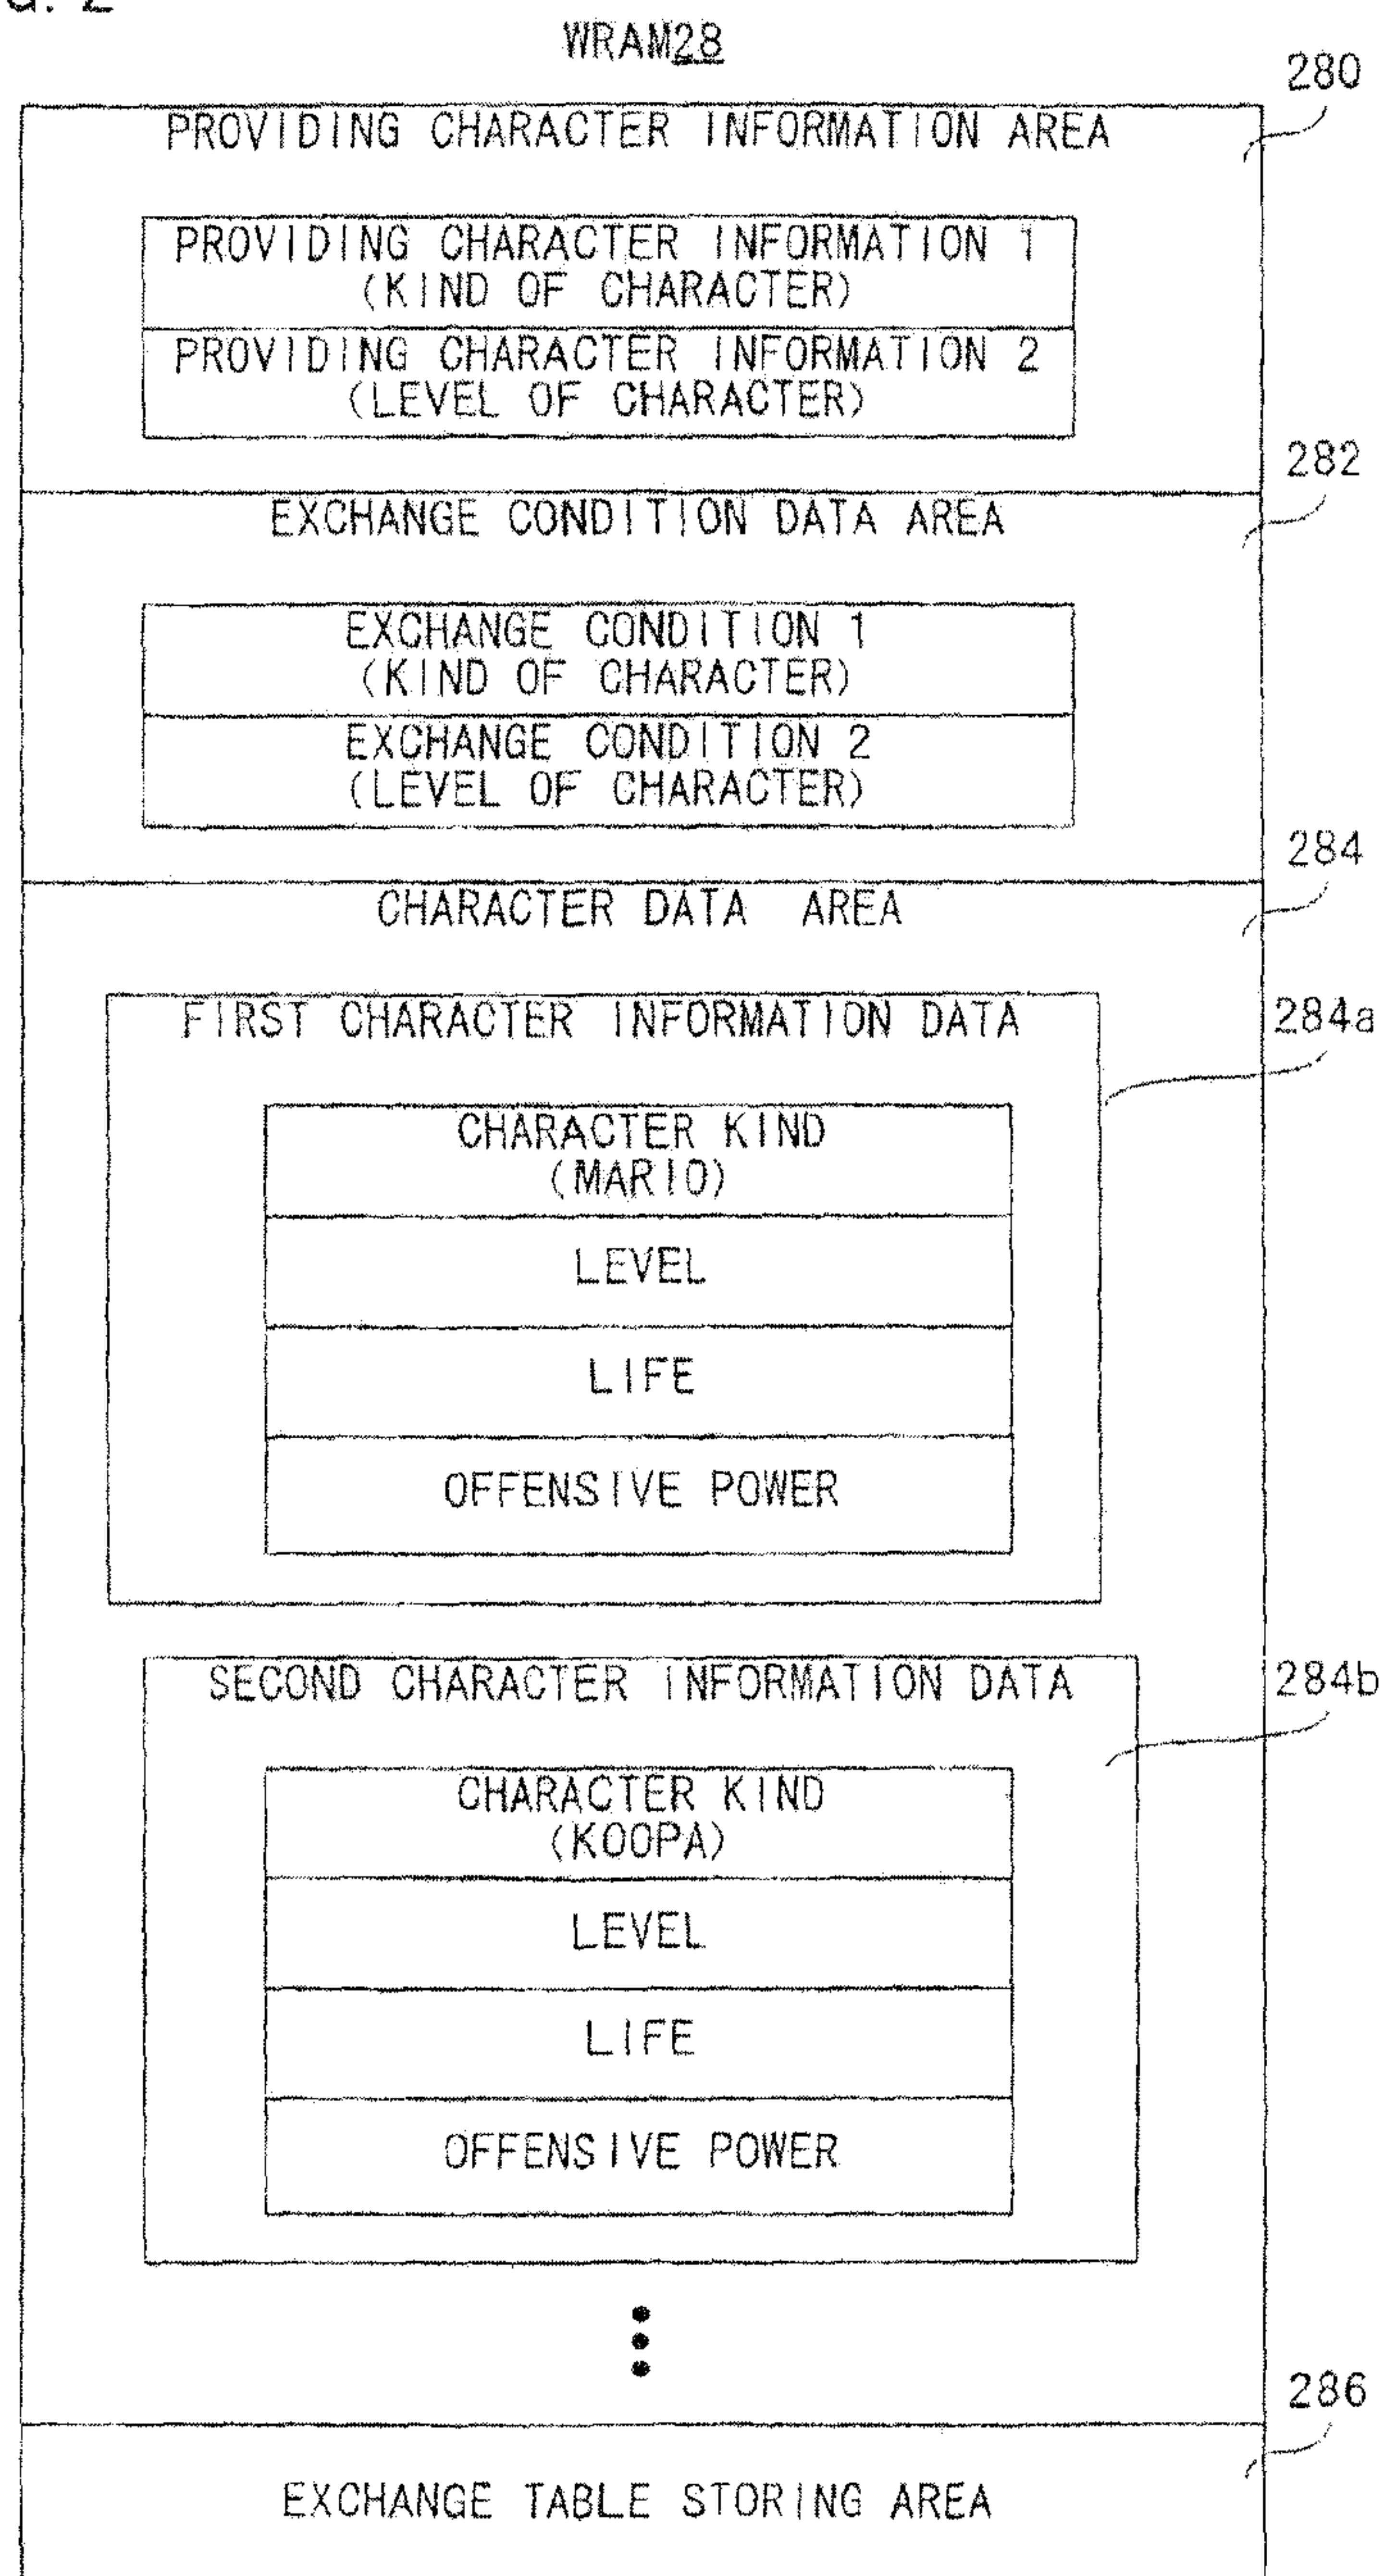 WRAM28
280
PROVIDING CHARACTER INFORMATION AREA
PROVIDING CHARACTER INFORMATION 1
(KIND OF CHARACTER)
PROVIDING CHARACTER INFORMATION 2
(LEVEL OF CHARACTER)
282
EXCHANGE CONDITION DATA AREA
EXCHANGE CONDITION 1
(KIND OF CHARACTER)
EXCHANGE CONDITION 2
(LEVEL OF CHARACTER)
284
CHARACTER DATA AREA
FIRST CHARACTER INFORMATION DATA
284a
CHARACTER KIND
(MARIO)
LEVEL
LIFE
OFFENSIVE POWER
SECOND CHARACTER INFORMATION DATA
284b
CHARACTER KIND
(KOOPA)
LEVEL
LIFE
OFFENSIVE POWER
286
EXCHANGE TABLE STORING AREA